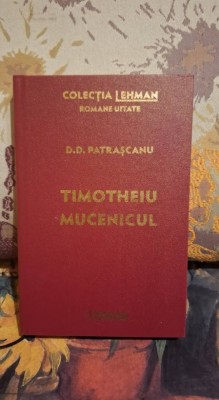 COLECȚIA LEHMAN
ROMANE UITATE
D.D. PATRAȘCANU
TIMOTHEIU
MUCENICUL